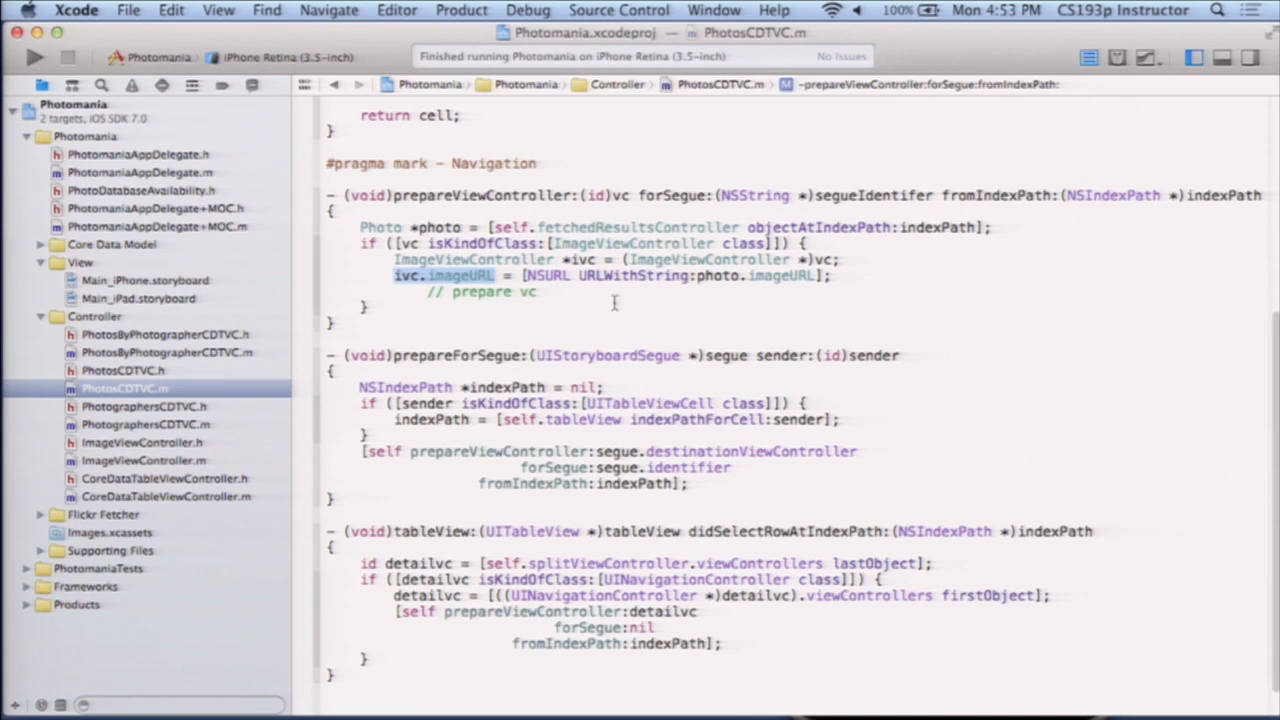 Xcode File Edit View Find Navigate Editor Product Debug Source Control Window Help 100% Mon 4:53 PM CS193p Instructor
Photomania.xcodeproj — PhotosCDTVC.m
Photomania iPhone Retina (3.5-inch) Finished running Photomania on iPhone Retina (3.5-inch) No Issues
Photomania Photomania Controller PhotosCDTVC.m -prepareViewController:forSegue:fromIndexPath:
Photomania
2 targets, iOS SDK 7.0
Photomania
PhotomaniaAppDelegate.h
PhotomaniaAppDelegate.m
PhotoDatabaseAvailability.h
PhotomaniaAppDelegate+MOC.h
PhotomaniaAppDelegate+MOC.m
Core Data Model
View
Main_iPhone.storyboard
Main_iPad.storyboard
Controller
PhotosByPhotographerCDTVC.h
PhotosByPhotographerCDTVC.m
PhotosCDTVC.h
PhotosCDTVC.m
PhotographersCDTVC.h
PhotographersCDTVC.m
ImageViewController.h
ImageViewController.m
CoreDataTableViewController.h
CoreDataTableViewController.m
Flickr Fetcher
Images.xcassets
Supporting Files
PhotomaniaTests
Frameworks
Products
return cell;
}
#pragma mark - Navigation
- (void)prepareViewController:(id)vc forSegue:(NSString *)segueIdentifer fromIndexPath:(NSIndexPath *)indexPath
{
Photo *photo = [self.fetchedResultsController objectAtIndexPath:indexPath];
if ([vc isKindOfClass:[ImageViewController class]]) {
ImageViewController *ivc = (ImageViewController *)vc;
ivc.imageURL = [NSURL URLWithString:photo.imageURL];
// prepare vc
}
}
- (void)prepareForSegue:(UIStoryboardSegue *)segue sender:(id)sender
{
NSIndexPath *indexPath = nil;
if ([sender isKindOfClass:[UITableViewCell class]]) {
indexPath = [self.tableView indexPathForCell:sender];
}
[self prepareViewController:segue.destinationViewController
forSegue:segue.identifier
fromIndexPath:indexPath];
}
- (void)tableView:(UITableView *)tableView didSelectRowAtIndexPath:(NSIndexPath *)indexPath
{
id detailvc = [self.splitViewController.viewControllers lastObject];
if ([detailvc isKindOfClass:[UINavigationController class]]) {
detailvc = [((UINavigationController *)detailvc).viewControllers firstObject];
[self prepareViewController:detailvc
forSegue:nil
fromIndexPath:indexPath];
}
}